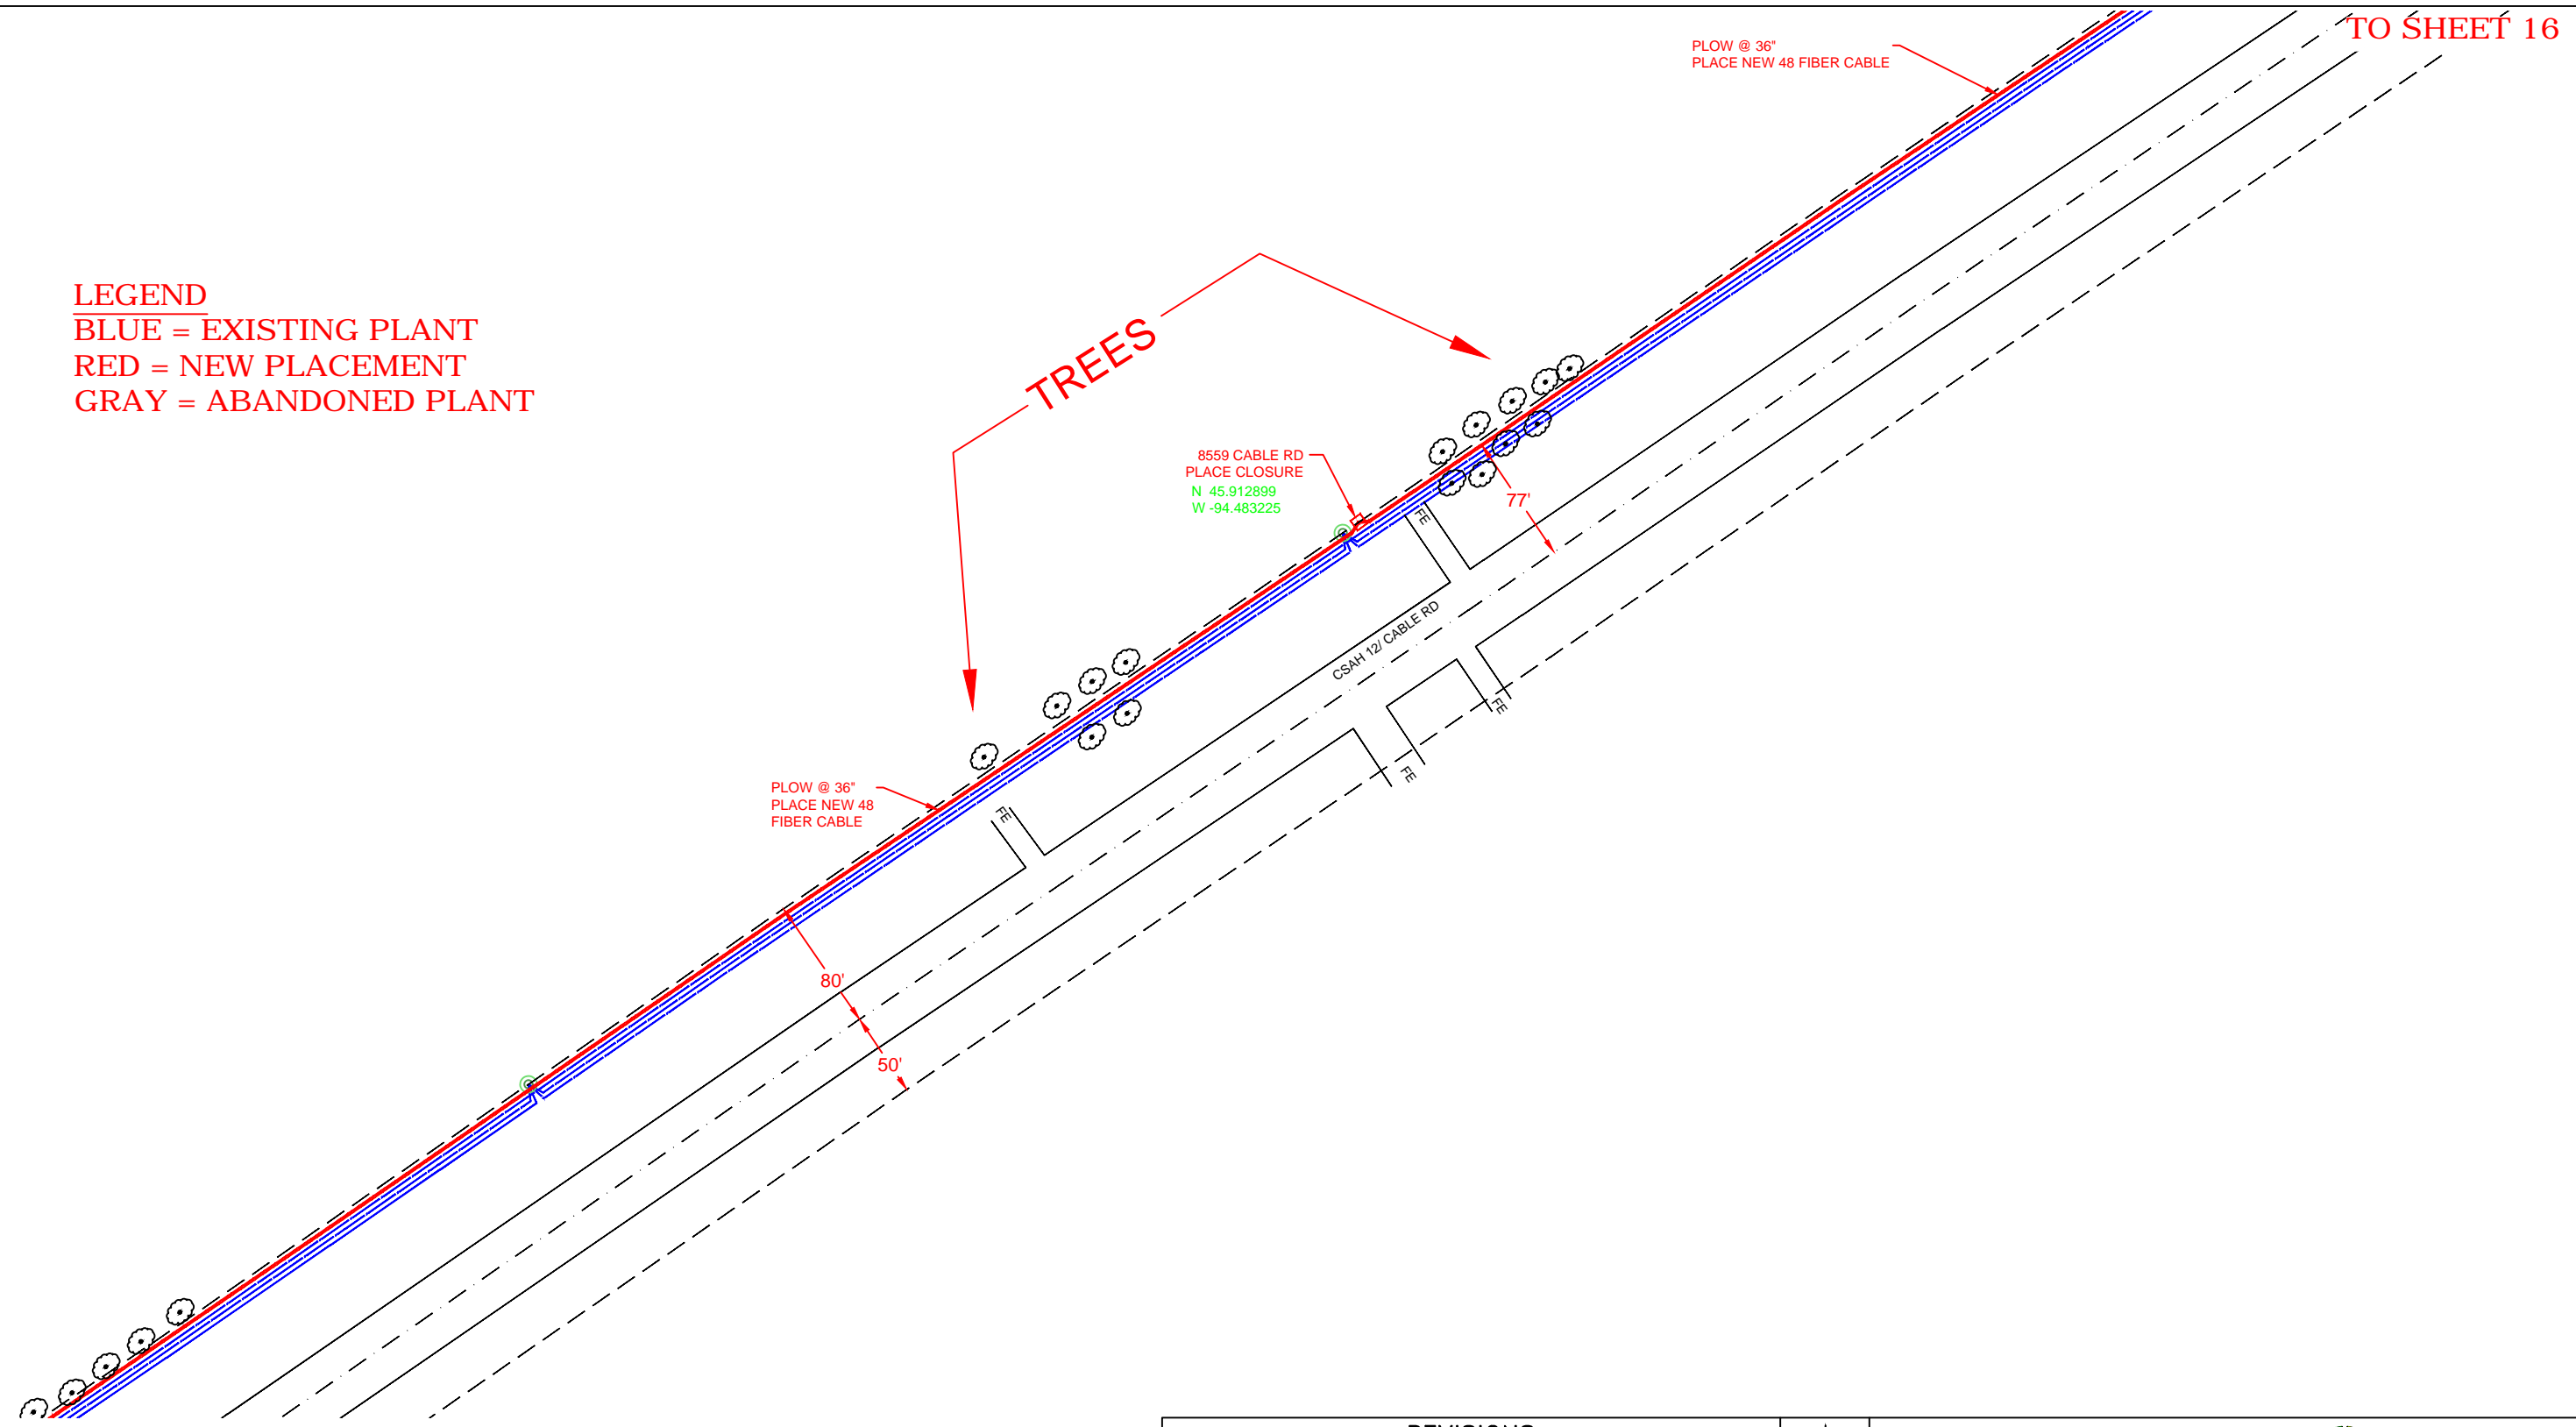 TO SHEET 16
PLOW @ 36"
PLACE NEW 48 FIBER CABLE
LEGEND
BLUE = EXISTING PLANT
RED = NEW PLACEMENT
GRAY = ABANDONED PLANT
TREES
8559 CABLE RD
PLACE CLOSURE
N 45.912899
W -94.483225
77'
FE
CSAH 12/ CABLE RD
FE
FE
PLOW @ 36"
PLACE NEW 48
FIBER CABLE
FE
80'
50'
REVISIONS